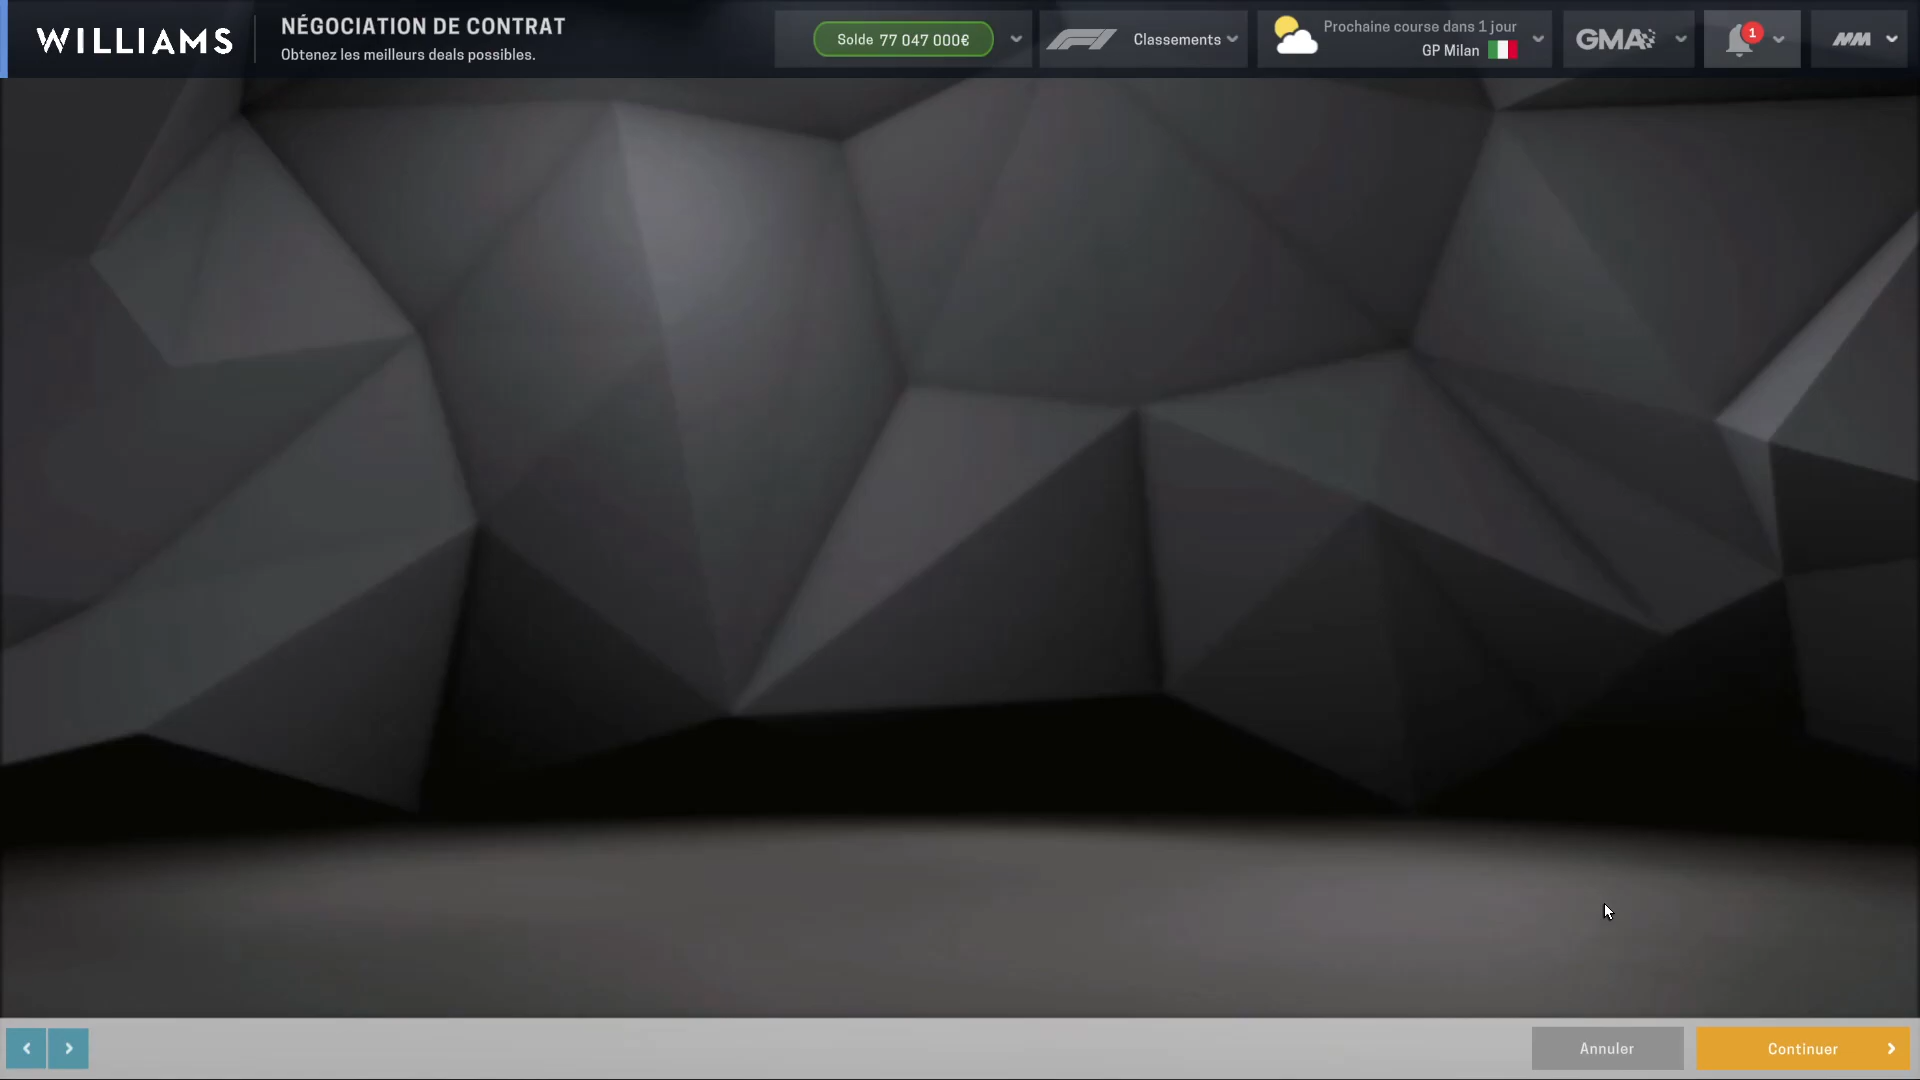 WILLIAMS
NÉGOCIATION DE CONTRAT
Obtenez les meilleurs deals possibles.
Solde 77 047 000€
Classements
Prochaine course dans 1 jour
GP Milan
GMA
1
MM
Annuler
Continuer